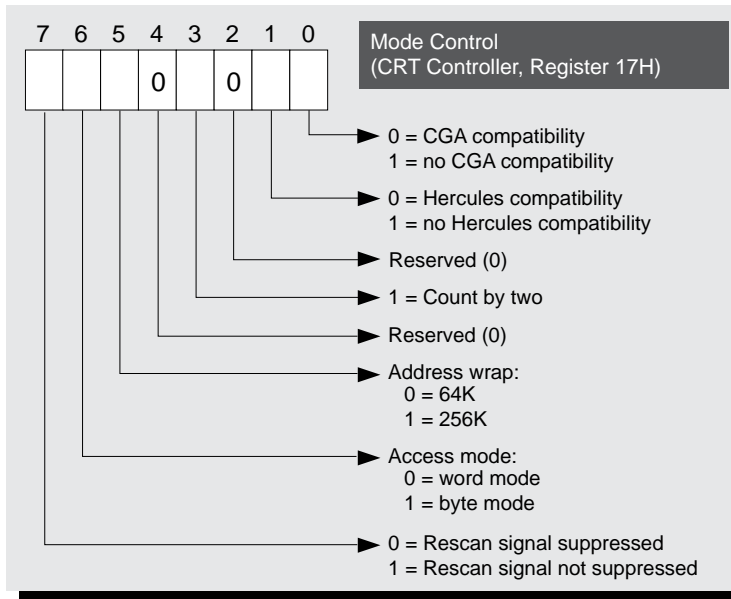 7 6 5 4 3 2 1 0
0 0
Mode Control
(CRT Controller, Register 17H)
0 = CGA compatibility
1 = no CGA compatibility
0 = Hercules compatibility
1 = no Hercules compatibility
Reserved (0)
1 = Count by two
Reserved (0)
Address wrap:
0 = 64K
1 = 256K
Access mode:
0 = word mode
1 = byte mode
0 = Rescan signal suppressed
1 = Rescan signal not suppressed